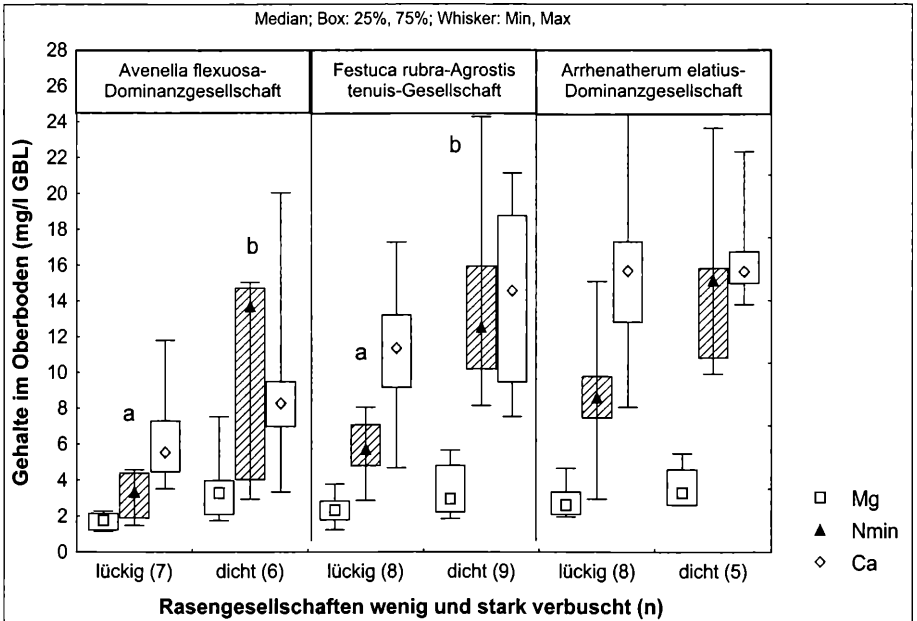 Median; Box: 25%, 75%; Whisker: Min, Max
Avenella flexuosa-
Dominanzgesellschaft
Festuca rubra-Agrostis
tenuis-Gesellschaft
Arrhenatherum elatius-
Dominanzgesellschaft
Gehalte im Oberboden (mg/l GBL)
28
26
24
22
20
18
16
14
12
10
8
6
4
2
0
a
b
a
b
lückig (7)
dicht (6)
lückig (8)
dicht (9)
lückig (8)
dicht (5)
Rasengesellschaften wenig und stark verbuscht (n)
Mg
Nmin
Ca